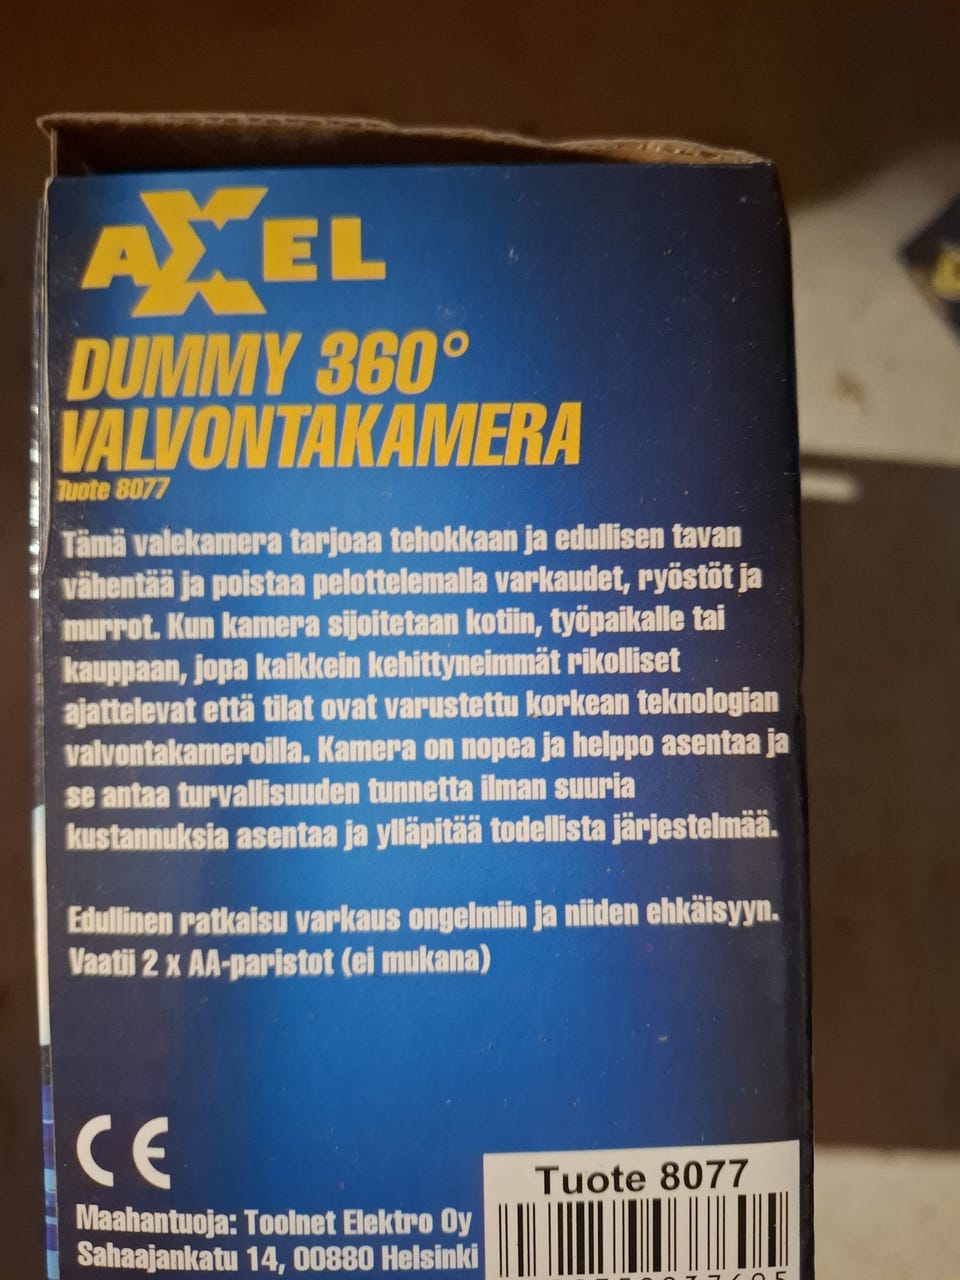 AXEL
DUMMY 360°
VALVONTAKAMERA
Tuote 8077
Tämä valekamera tarjoaa tehokkaan ja edullisen tavan
vähentää ja poistaa pelottelemalla varkaudet, ryöstöt ja
murrot. Kun kamera sijoitetaan kotiin, työpaikalle tai
kauppaan, jopa kaikkein kehittyneimmät rikolliset
ajattelevat että tilat ovat varustettu korkean teknologian
valvontakameroilla. Kamera on nopea ja helppo asentaa ja
se antaa turvallisuuden tunnetta ilman suuria
kustannuksia asentaa ja ylläpitää todellista järjestelmää.
Edullinen ratkaisu varkaus ongelmiin ja niiden ehkäisyyn.
Vaatii 2 x AA-paristot (ei mukana)
CE
Maahantuoja: Toolnet Elektro Oy
Sahaajankatu 14, 00880 Helsinki
Tuote 8077